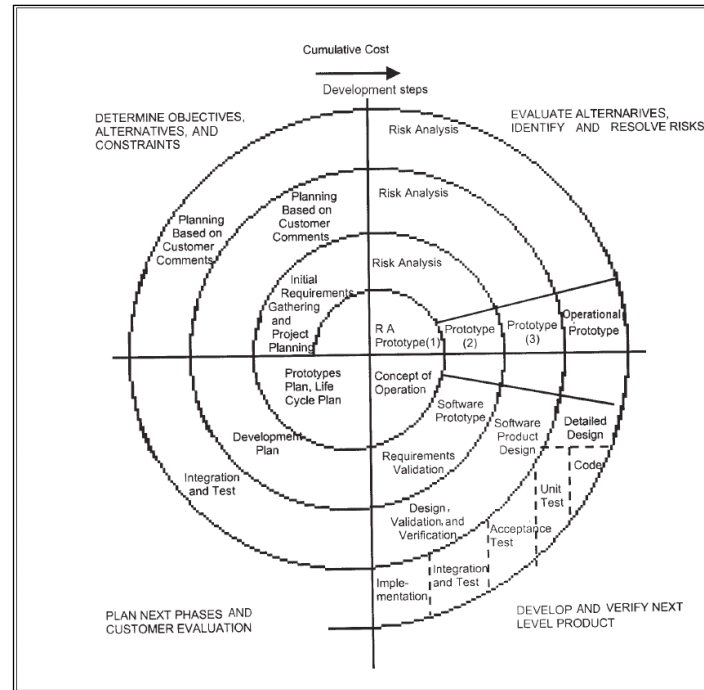 Cumulative Cost
Development steps
DETERMINE OBJECTIVES,
ALTERNATIVES, AND
CONSTRAINTS
EVALUATE ALTERNARIVES,
IDENTIFY AND RESOLVE RISKS
Risk Analysis
Risk Analysis
Risk Analysis
Planning
Based on
Customer
Comments
Planning
Based on
Customer
Comments
Initial
Requirements
Gathering
and
Project
Planning
R A
Prototype(1)
Prototype
(2)
Prototype
(3)
Operational
Prototype
Prototypes
Plan, Life
Cycle Plan
Concept of
Operation
Development
Plan
Software
Prototype
Software
Product
Design
Detailed
Design
Requirements
Validation
Integration
and Test
Code
Unit
Test
Design,
Validation, and
Verification
Acceptance
Test
Integration
and Test
Imple-
mentation
PLAN NEXT PHASES AND
CUSTOMER EVALUATION
DEVELOP AND VERIFY NEXT
LEVEL PRODUCT